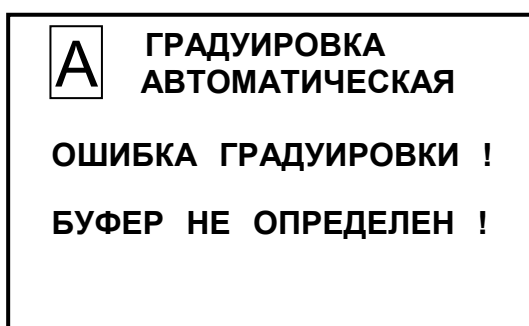 А ГРАДУИРОВКА
АВТОМАТИЧЕСКАЯ
ОШИБКА ГРАДУИРОВКИ !
БУФЕР НЕ ОПРЕДЕЛЕН !